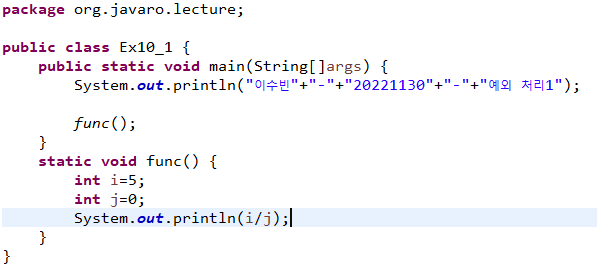 package org.javaro.lecture;
public class Ex10_1 {
public static void main(String[]args) {
System.out.println("이수빈"+"-"+"20221130"+"-"+"예외 처리1");
func();
}
static void func() {
int i=5;
int j=0;
System.out.println(i/j);
}
}